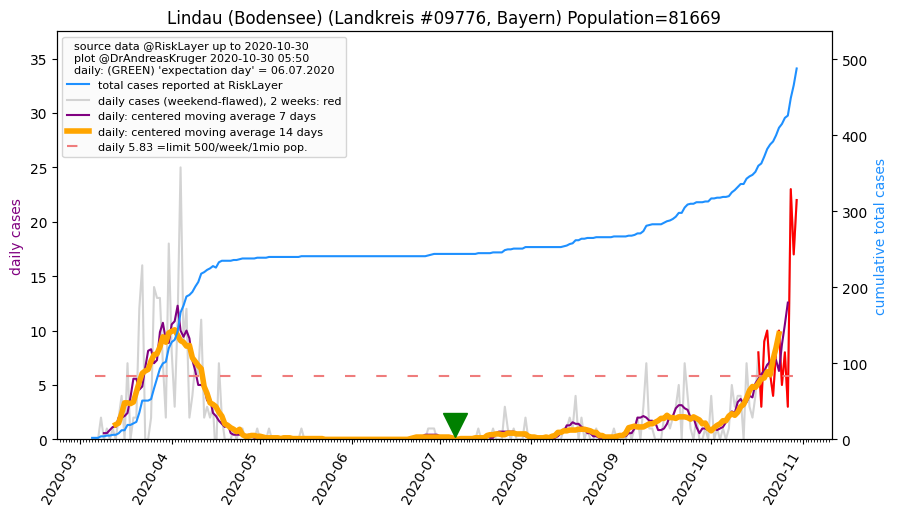 Lindau (Bodensee) (Landkreis #09776, Bayern) Population=81669
source data @RiskLayer up to 2020-10-30
plot @DrAndreasKruger 2020-10-30 05:50
daily: (GREEN) 'expectation day' = 06.07.2020
total cases reported at RiskLayer
daily cases (weekend-flawed), 2 weeks: red
daily: centered moving average 7 days
daily: centered moving average 14 days
daily 5.83 =limit 500/week/1mio pop.
daily cases
35
30
25
20
15
10
5
0
cumulative total cases
500
400
300
200
100
0
2020-03
2020-04
2020-05
2020-06
2020-07
2020-08
2020-09
2020-10
2020-11